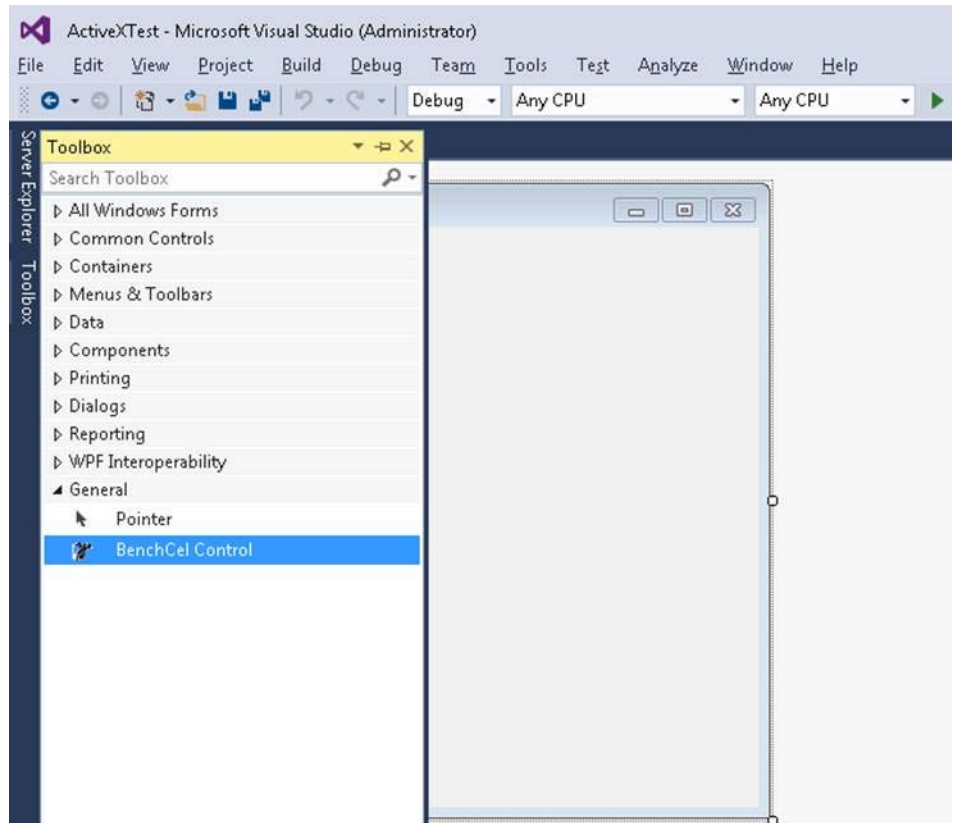 ActiveXTest - Microsoft Visual Studio (Administrator)
File Edit View Project Build Debug Team Tools Test Analyze Window Help
Debug Any CPU Any CPU
Server Explorer
Toolbox
Toolbox
Search Toolbox
All Windows Forms
Common Controls
Containers
Menus & Toolbars
Data
Components
Printing
Dialogs
Reporting
WPF Interoperability
General
Pointer
BenchCel Control